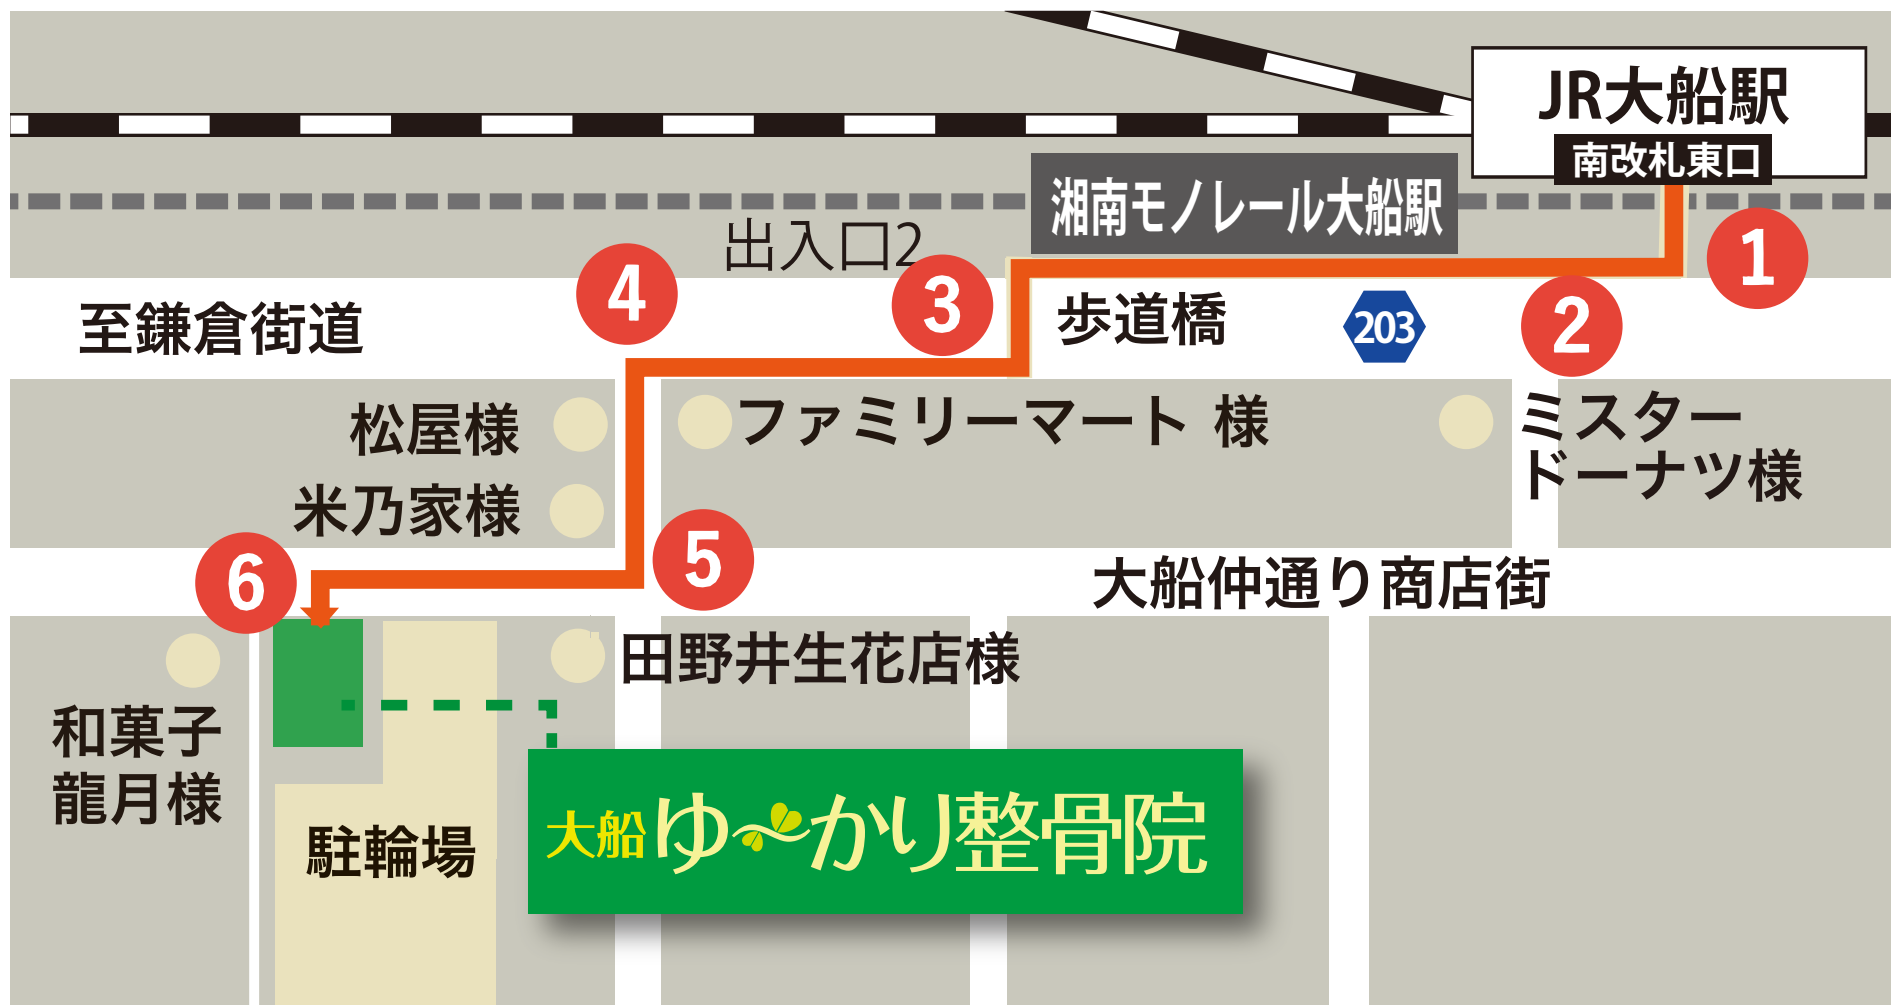 JR大船駅
南改札東口
湘南モノレール大船駅
1
出入口2
4
3
至鎌倉街道
歩道橋
203
2
松屋様
ファミリーマート 様
ミスター
ドーナツ様
米乃家様
6
5
大船仲通り商店街
田野井生花店様
和菓子
龍月様
駐輪場
大船ゆ〜かり整骨院